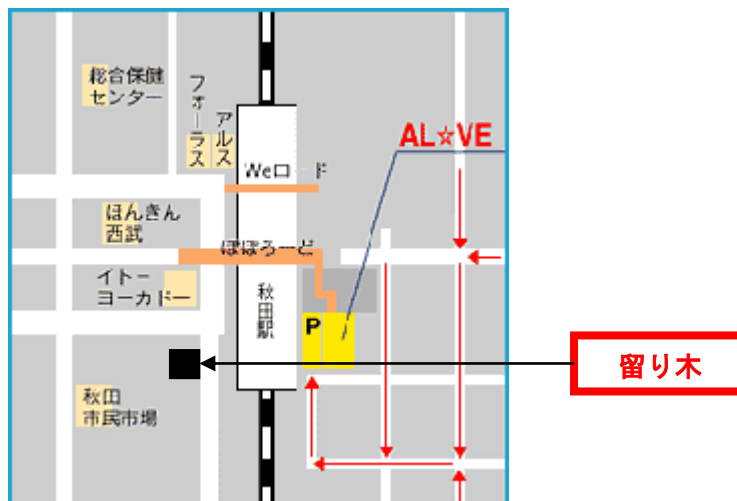 総合保健
センター
フォーラス
アルス
AL☆VE
Weロード
ほんきん
西武
ぽぽろーど
イトー
ヨーカドー
秋田駅
P
留り木
秋田
市民市場